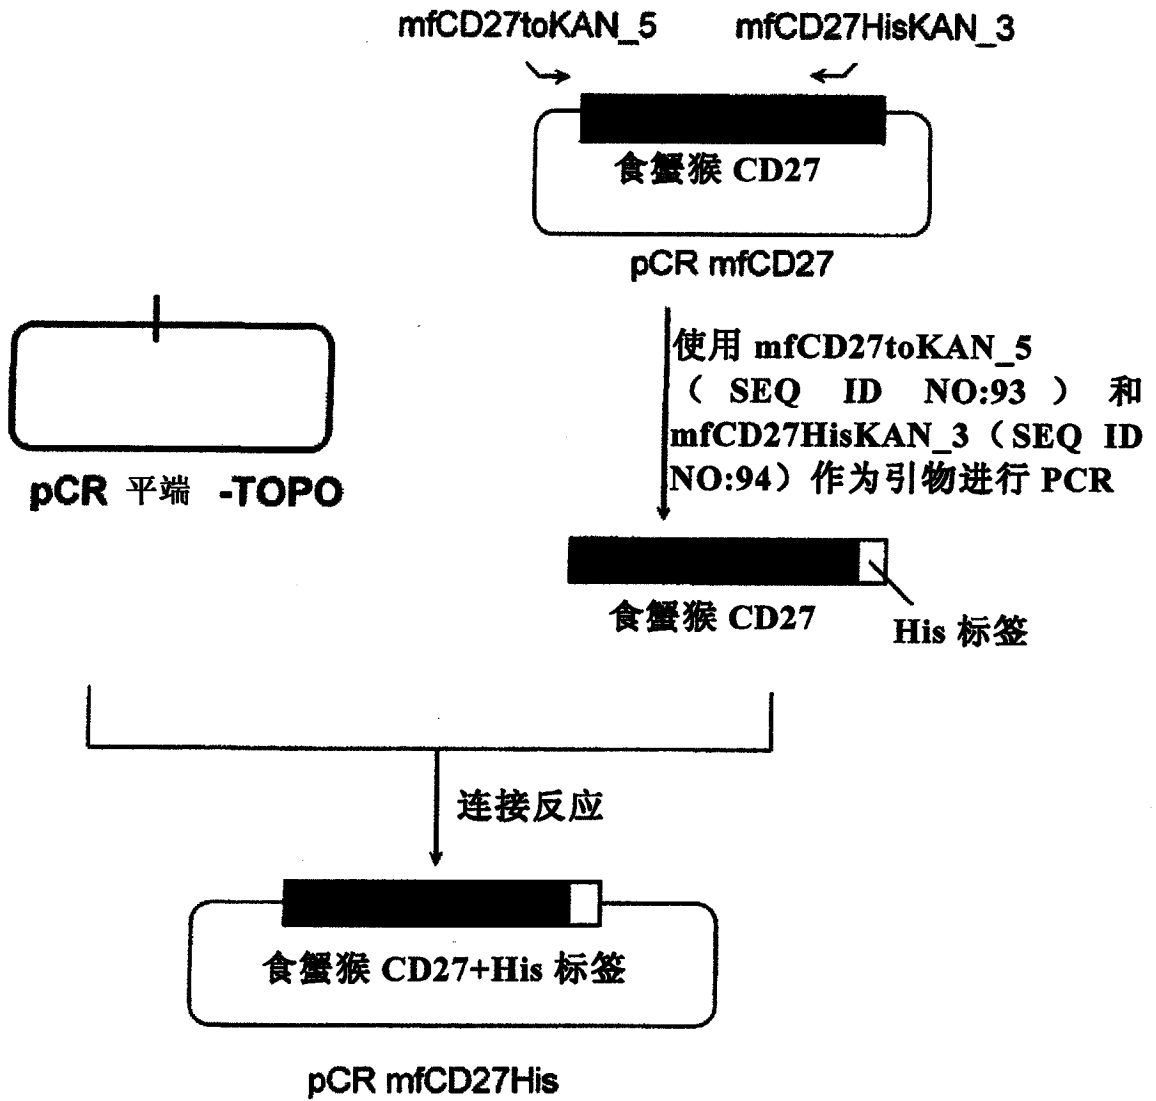 mfCD27toKAN_5
mfCD27HisKAN_3
食蟹猴 CD27
pCR mfCD27
使用 mfCD27toKAN_5
（ SEQ ID NO:93 ） 和
mfCD27HisKAN_3（SEQ ID
NO:94）作为引物进行 PCR
pCR 平端 -TOPO
食蟹猴 CD27
His 标签
连接反应
食蟹猴 CD27+His 标签
pCR mfCD27His